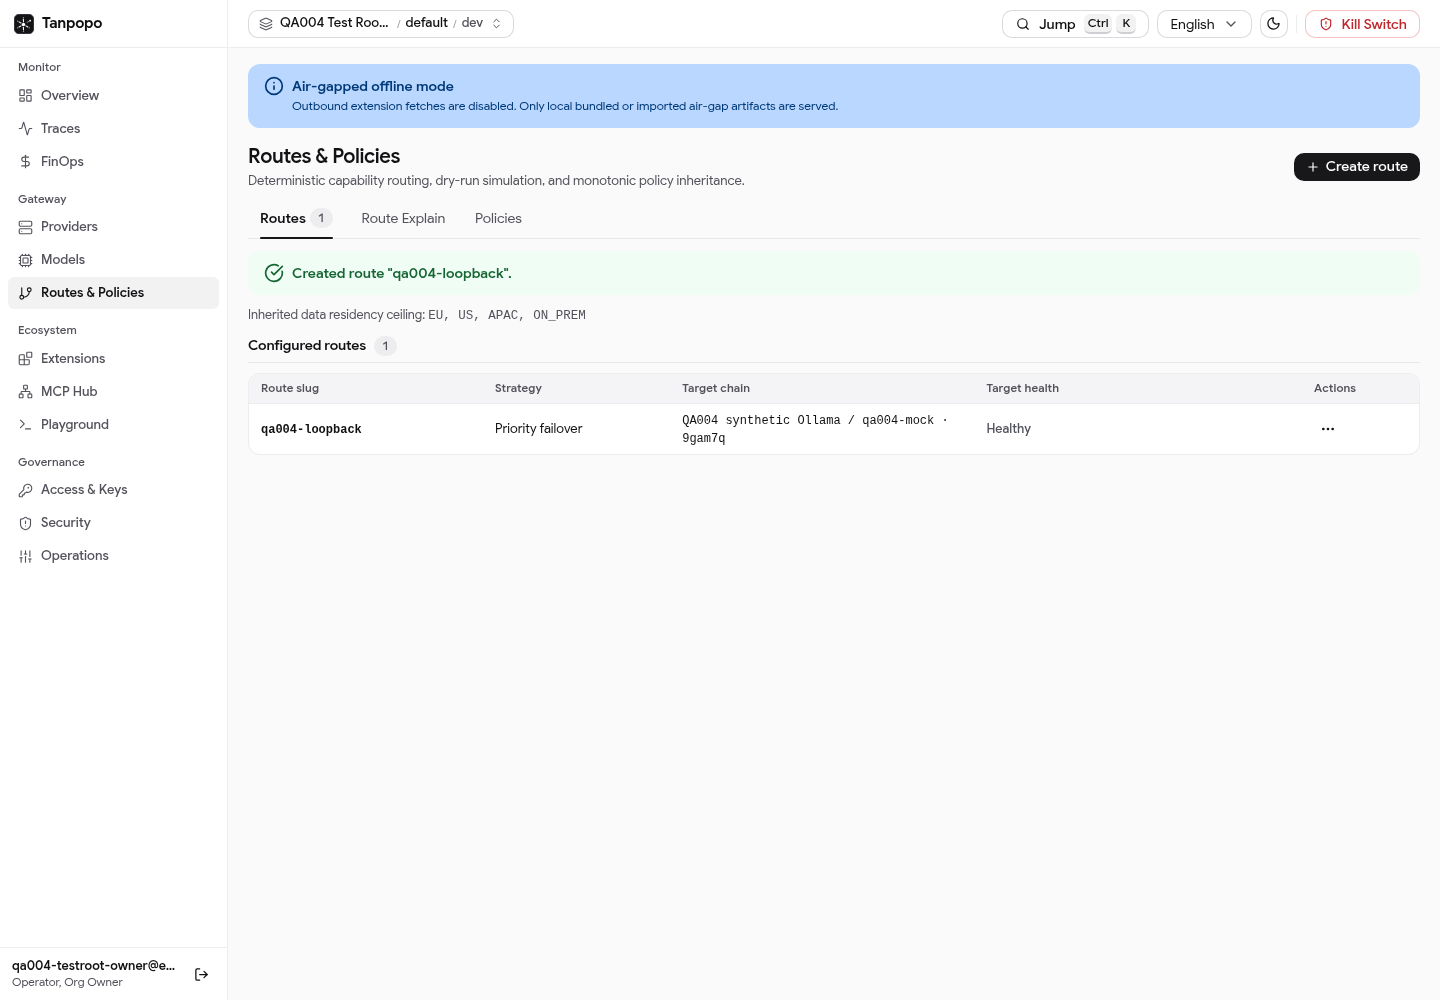 Tanpopo
QA004 Test Roo... / default / dev
Jump Ctrl K
English
Kill Switch
Monitor
Overview
Traces
FinOps
Gateway
Providers
Models
Routes & Policies
Ecosystem
Extensions
MCP Hub
Playground
Governance
Access & Keys
Security
Operations
qa004-testroot-owner@e...
Operator, Org Owner
Air-gapped offline mode
Outbound extension fetches are disabled. Only local bundled or imported air-gap artifacts are served.
Routes & Policies
Deterministic capability routing, dry-run simulation, and monotonic policy inheritance.
+ Create route
Routes 1 Route Explain Policies
Created route "qa004-loopback".
Inherited data residency ceiling: EU, US, APAC, ON_PREM
Configured routes 1
Route slug Strategy Target chain Target health Actions
qa004-loopback Priority failover QA004 synthetic Ollama / qa004-mock · Healthy ...
9gam7q